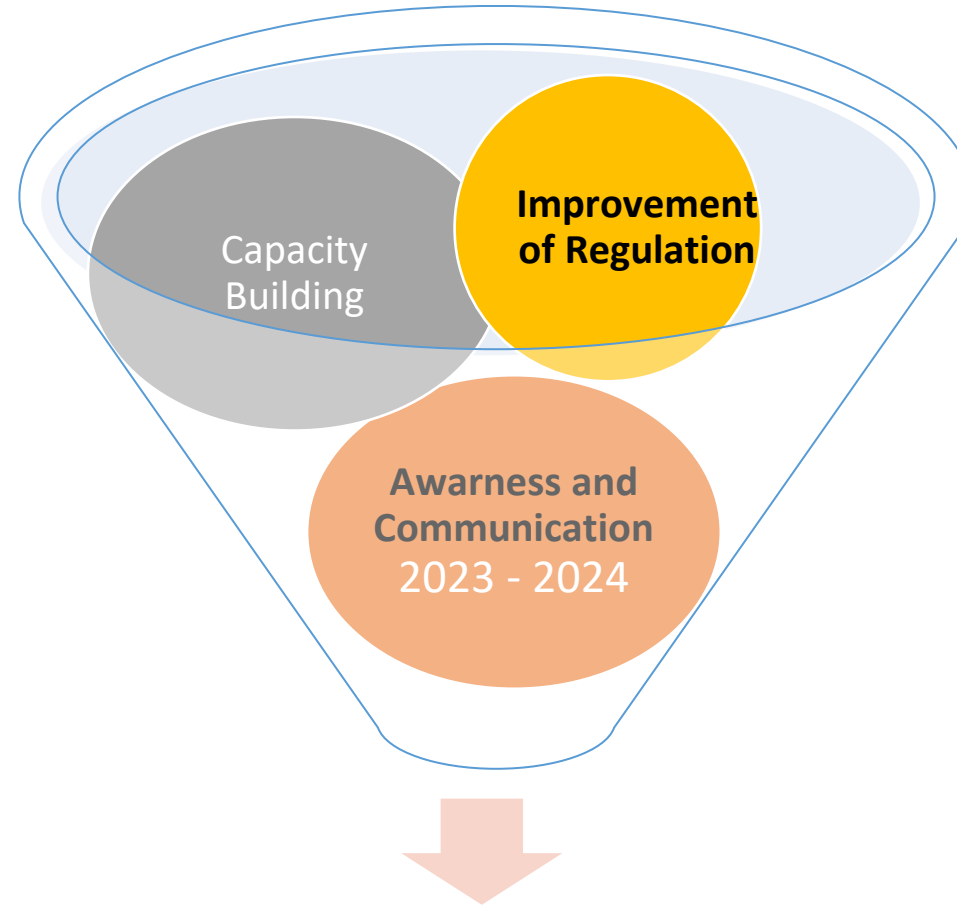 Capacity
Building
Improvement
of Regulation
Awarness and
Communication
2023 - 2024